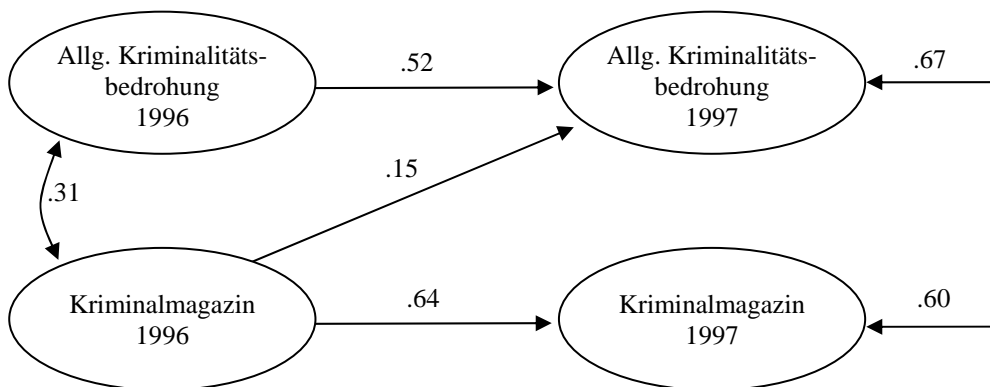 Allg. Kriminalitäts-
bedrohung
1996
.52
Allg. Kriminalitäts-
bedrohung
1997
.67
.31
.15
Kriminalmagazin
1996
.64
Kriminalmagazin
1997
.60